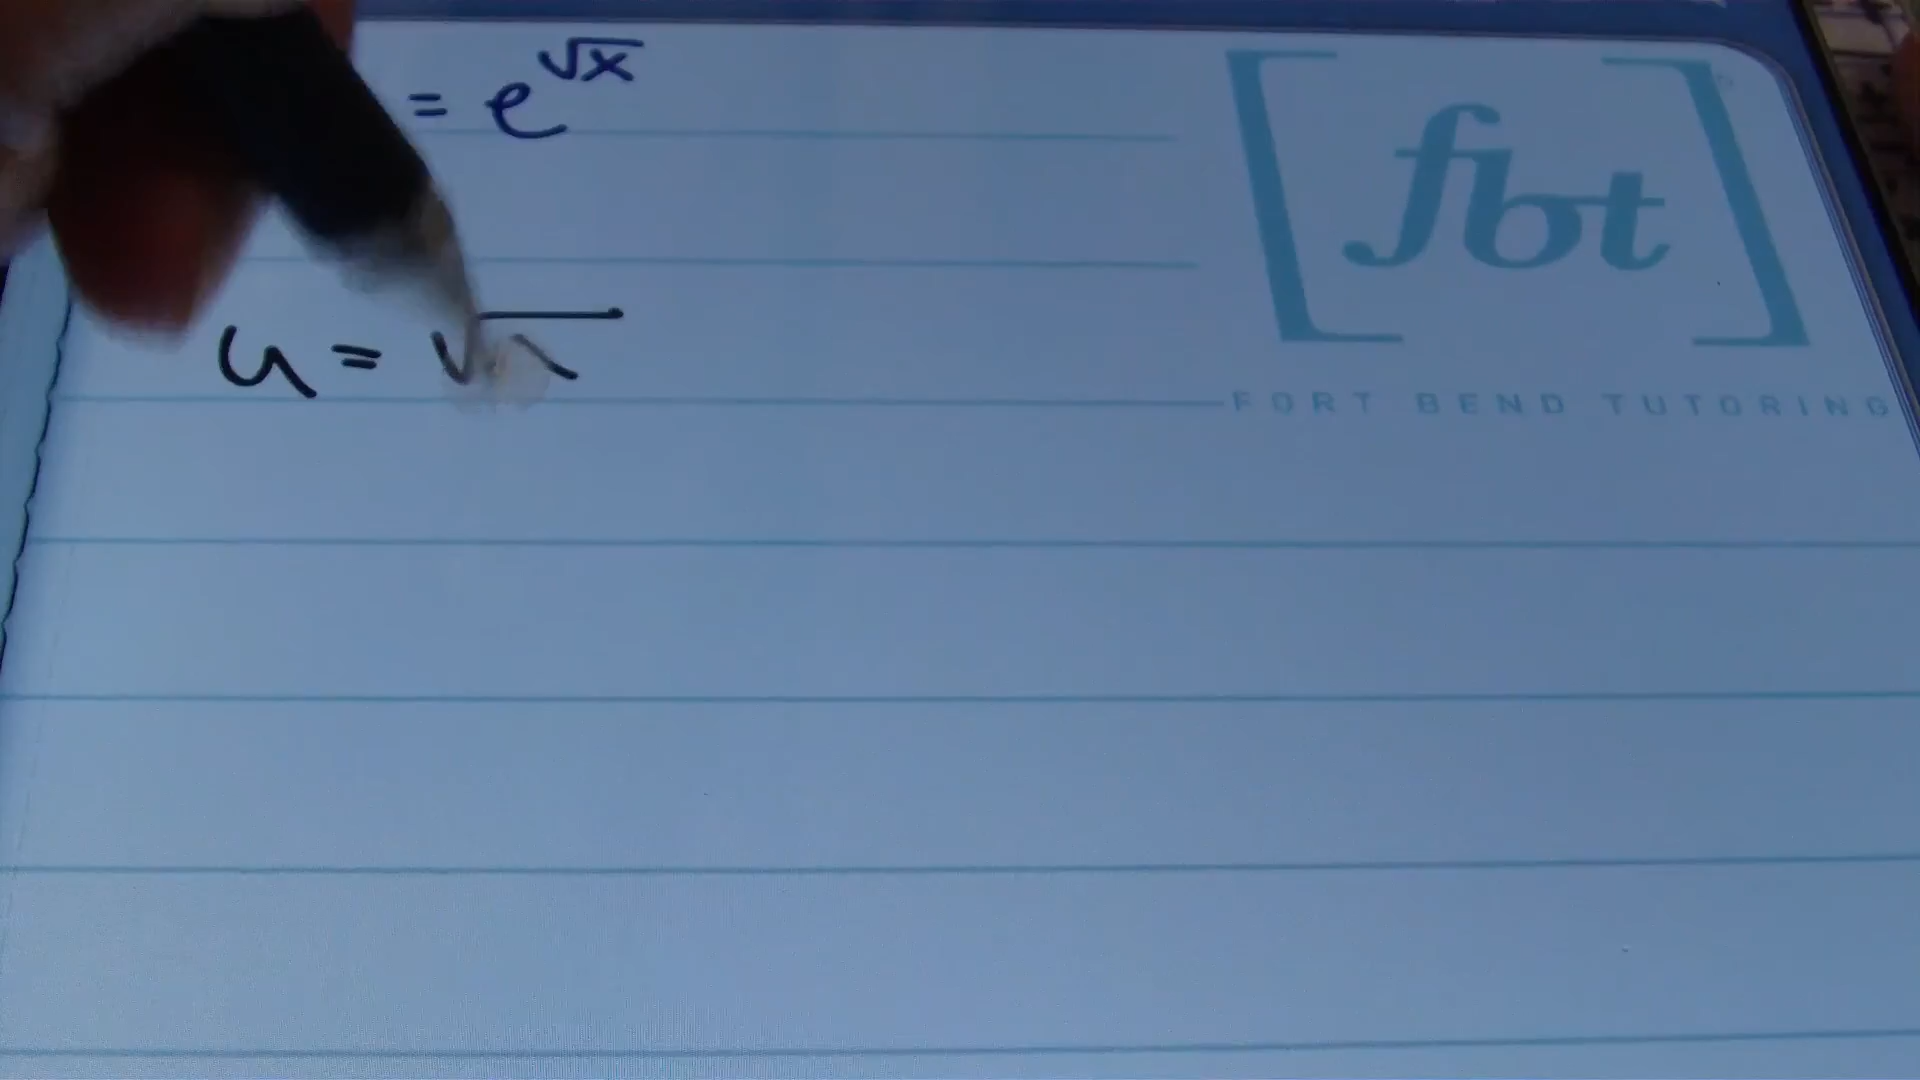 = e^√x
fbt
u = √x
FORT BEND TUTORING